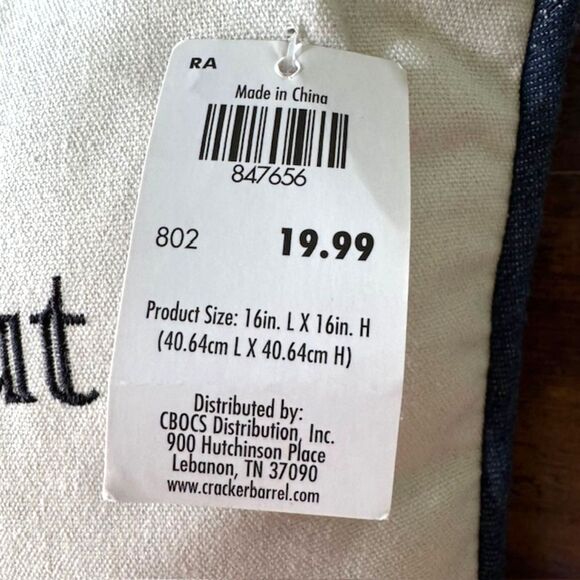 RA
Made in China
847656
802 19.99
Product Size: 16in. L X 16in. H
(40.64cm L X 40.64cm H)
Distributed by:
CBOCS Distribution, Inc.
900 Hutchinson Place
Lebanon, TN 37090
www.crackerbarrel.com